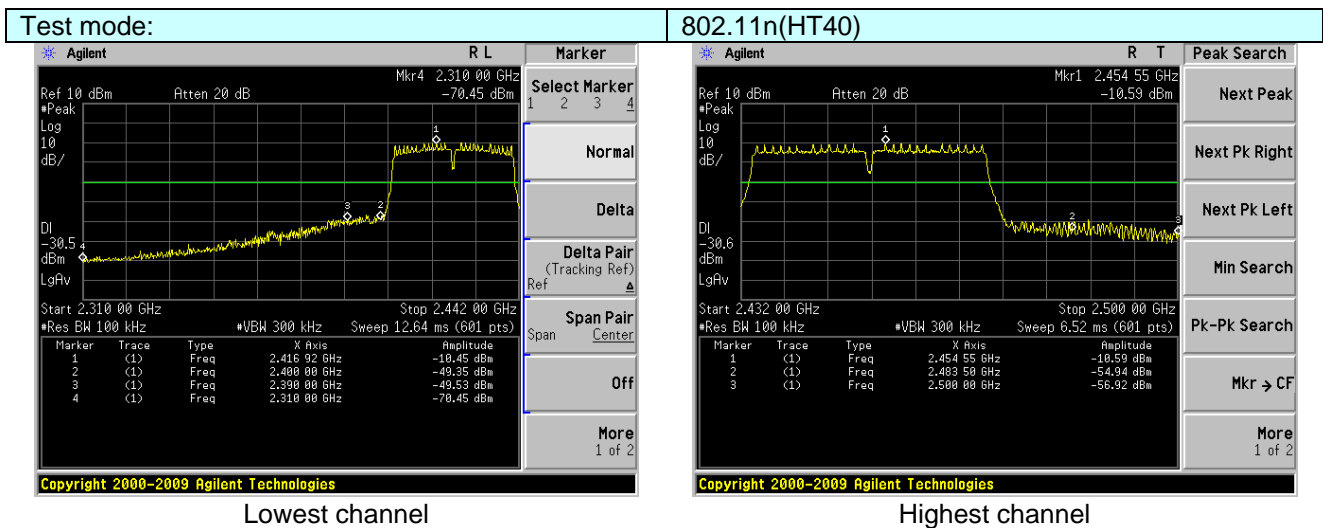 Test mode: 802.11n(HT40)
Agilent R L Marker
Mkr4 2.310 00 GHz
Ref 10 dBm Atten 20 dB -70.45 dBm
#Peak
Log
10
dB/
1
3 2
4
DI
-30.5
dBm
LgAv
Start 2.310 00 GHz Stop 2.442 00 GHz
#Res BW 100 kHz #VBW 300 kHz Sweep 12.64 ms (601 pts)
Marker Trace Type X Axis Amplitude
1 (1) Freq 2.416 92 GHz -10.45 dBm
2 (1) Freq 2.400 00 GHz -49.35 dBm
3 (1) Freq 2.390 00 GHz -49.53 dBm
4 (1) Freq 2.310 00 GHz -70.45 dBm
Select Marker
1 2 3 4
Normal
Delta
Delta Pair
(Tracking Ref)
Ref Δ
Span Pair
Span Center
Off
More
1 of 2
Copyright 2000-2009 Agilent Technologies
Lowest channel
Agilent R T Peak Search
Mkr1 2.454 55 GHz
Ref 10 dBm Atten 20 dB -10.59 dBm
#Peak
Log
10
dB/
1
2 3
DI
-30.6
dBm
LgAv
Start 2.432 00 GHz Stop 2.500 00 GHz
#Res BW 100 kHz #VBW 300 kHz Sweep 6.52 ms (601 pts)
Marker Trace Type X Axis Amplitude
1 (1) Freq 2.454 55 GHz -10.59 dBm
2 (1) Freq 2.483 50 GHz -54.94 dBm
3 (1) Freq 2.500 00 GHz -56.92 dBm
Next Peak
Next Pk Right
Next Pk Left
Min Search
Pk-Pk Search
Mkr → CF
More
1 of 2
Copyright 2000-2009 Agilent Technologies
Highest channel